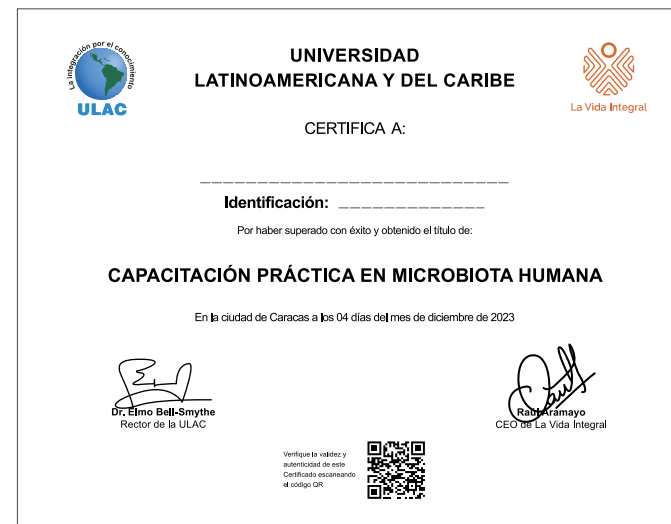 La integración por el conocimiento
ULAC
UNIVERSIDAD
LATINOAMERICANA Y DEL CARIBE
La Vida Integral
CERTIFICA A:
____________________________
Identificación: _____________
Por haber superado con éxito y obtenido el título de:
CAPACITACIÓN PRÁCTICA EN MICROBIOTA HUMANA
En la ciudad de Caracas a los 04 días del mes de diciembre de 2023
Dr. Elmo Bell-Smythe
Rector de la ULAC
Raúl Aramayo
CEO de La Vida Integral
Verifique la validez y
autenticidad de este
Certificado escaneando
el código QR